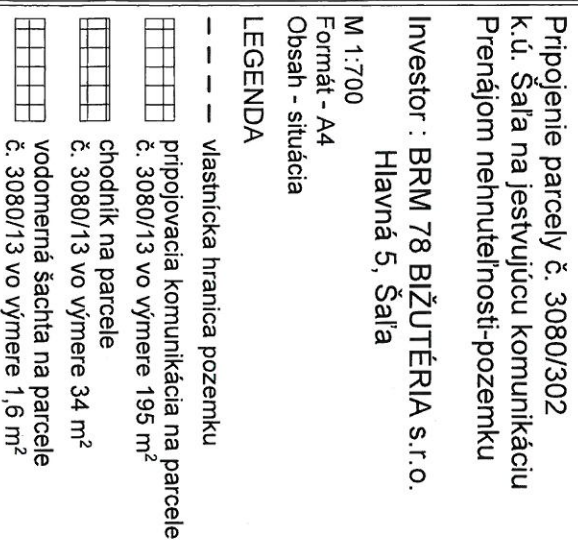 Pripojenie parcely č. 3080/302
k.ú. Šaľa na jestvujúcu komunikáciu
Prenájom nehnuteľnosti-pozemku
Investor : BRM 78 BIŽUTÉRIA s.r.o.
Hlavná 5, Šaľa
M 1:700
Formát - A4
Obsah - situácia
LEGENDA
vlastnícka hranica pozemku
pripojovacia komunikácia na parcele
č. 3080/13 vo výmere 195 m²
chodník na parcele
č. 3080/13 vo výmere 34 m²
vodomerná šachta na parcele
č. 3080/13 vo výmere 1,6 m²